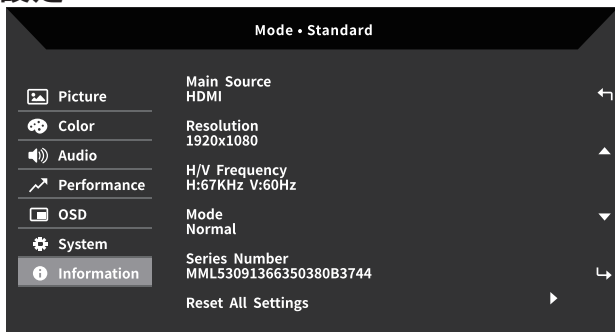 Mode • Standard
Picture
Color
Audio
Performance
OSD
System
Information
Main Source
HDMI
Resolution
1920x1080
H/V Frequency
H:67KHz V:60Hz
Mode
Normal
Series Number
MML53091366350380B3744
Reset All Settings